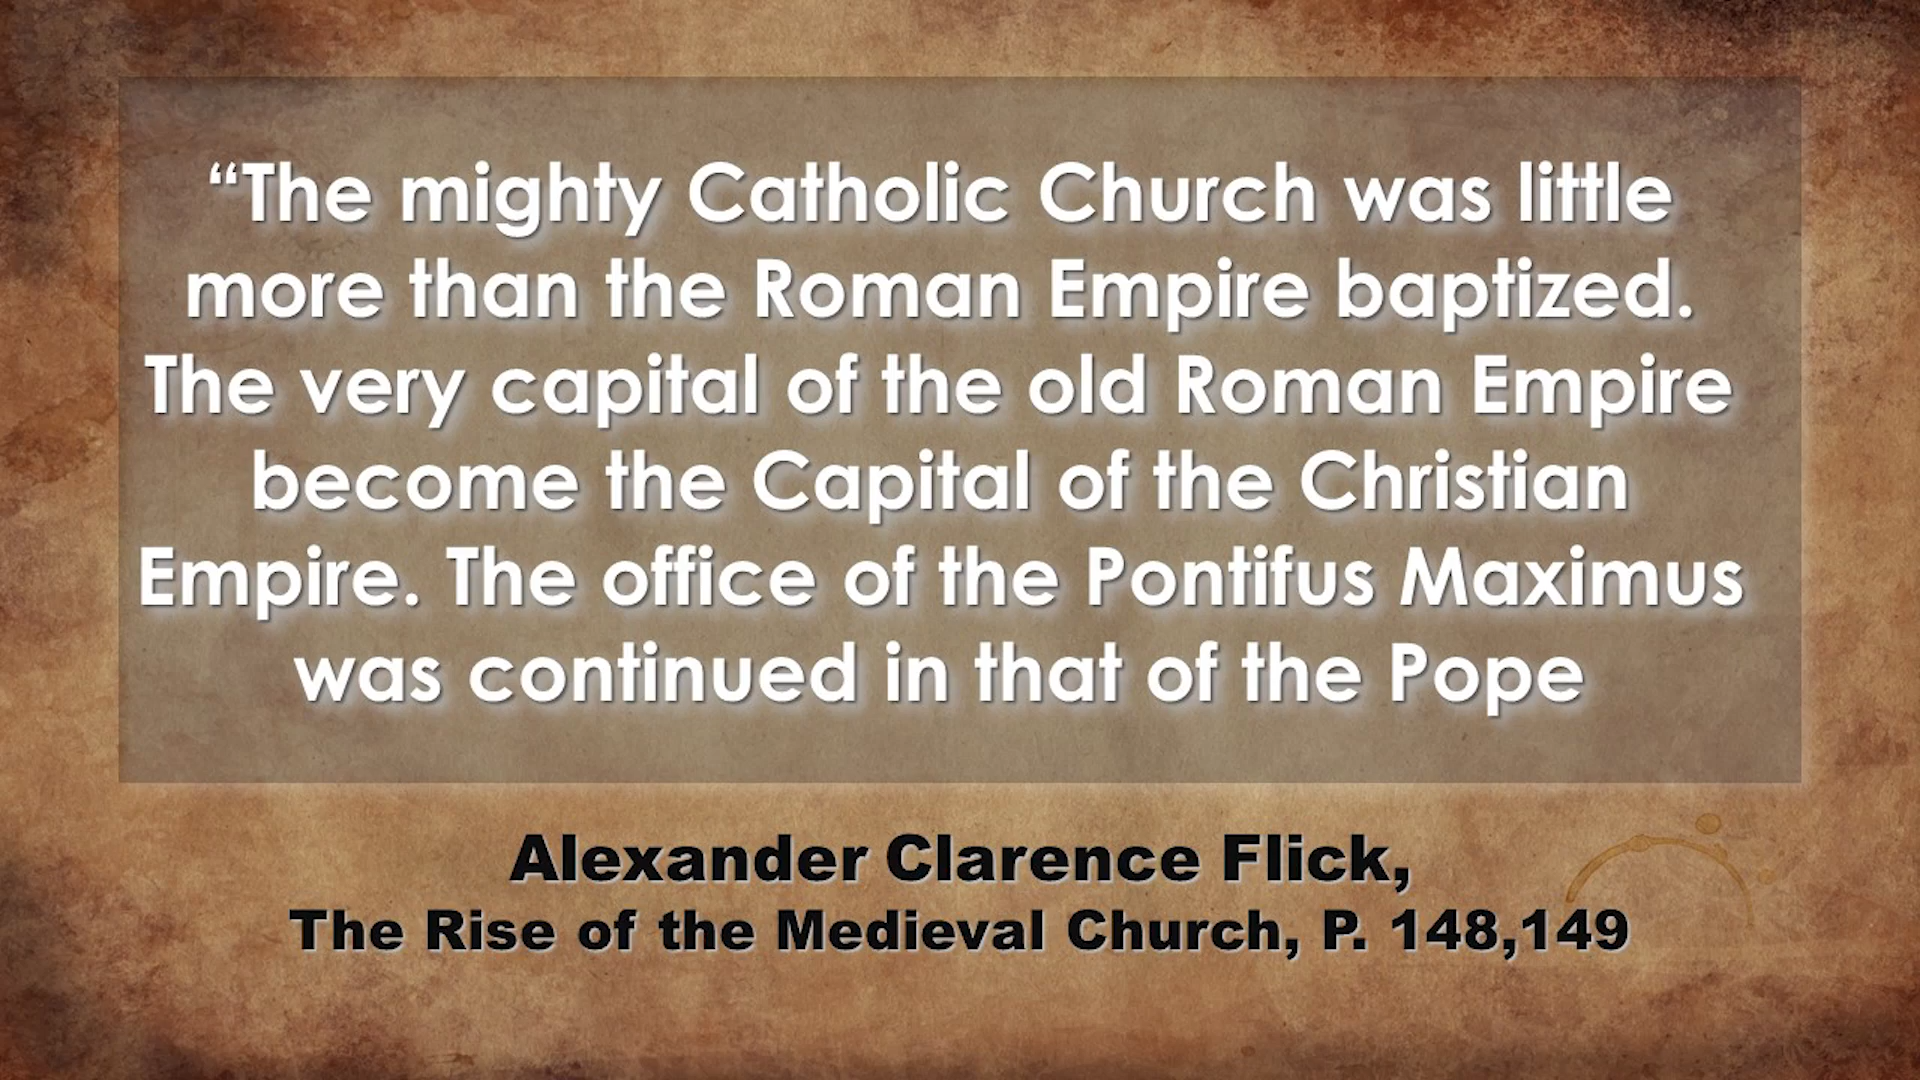 “The mighty Catholic Church was little
more than the Roman Empire baptized.
The very capital of the old Roman Empire
become the Capital of the Christian
Empire. The office of the Pontifus Maximus
was continued in that of the Pope
Alexander Clarence Flick,
The Rise of the Medieval Church, P. 148,149